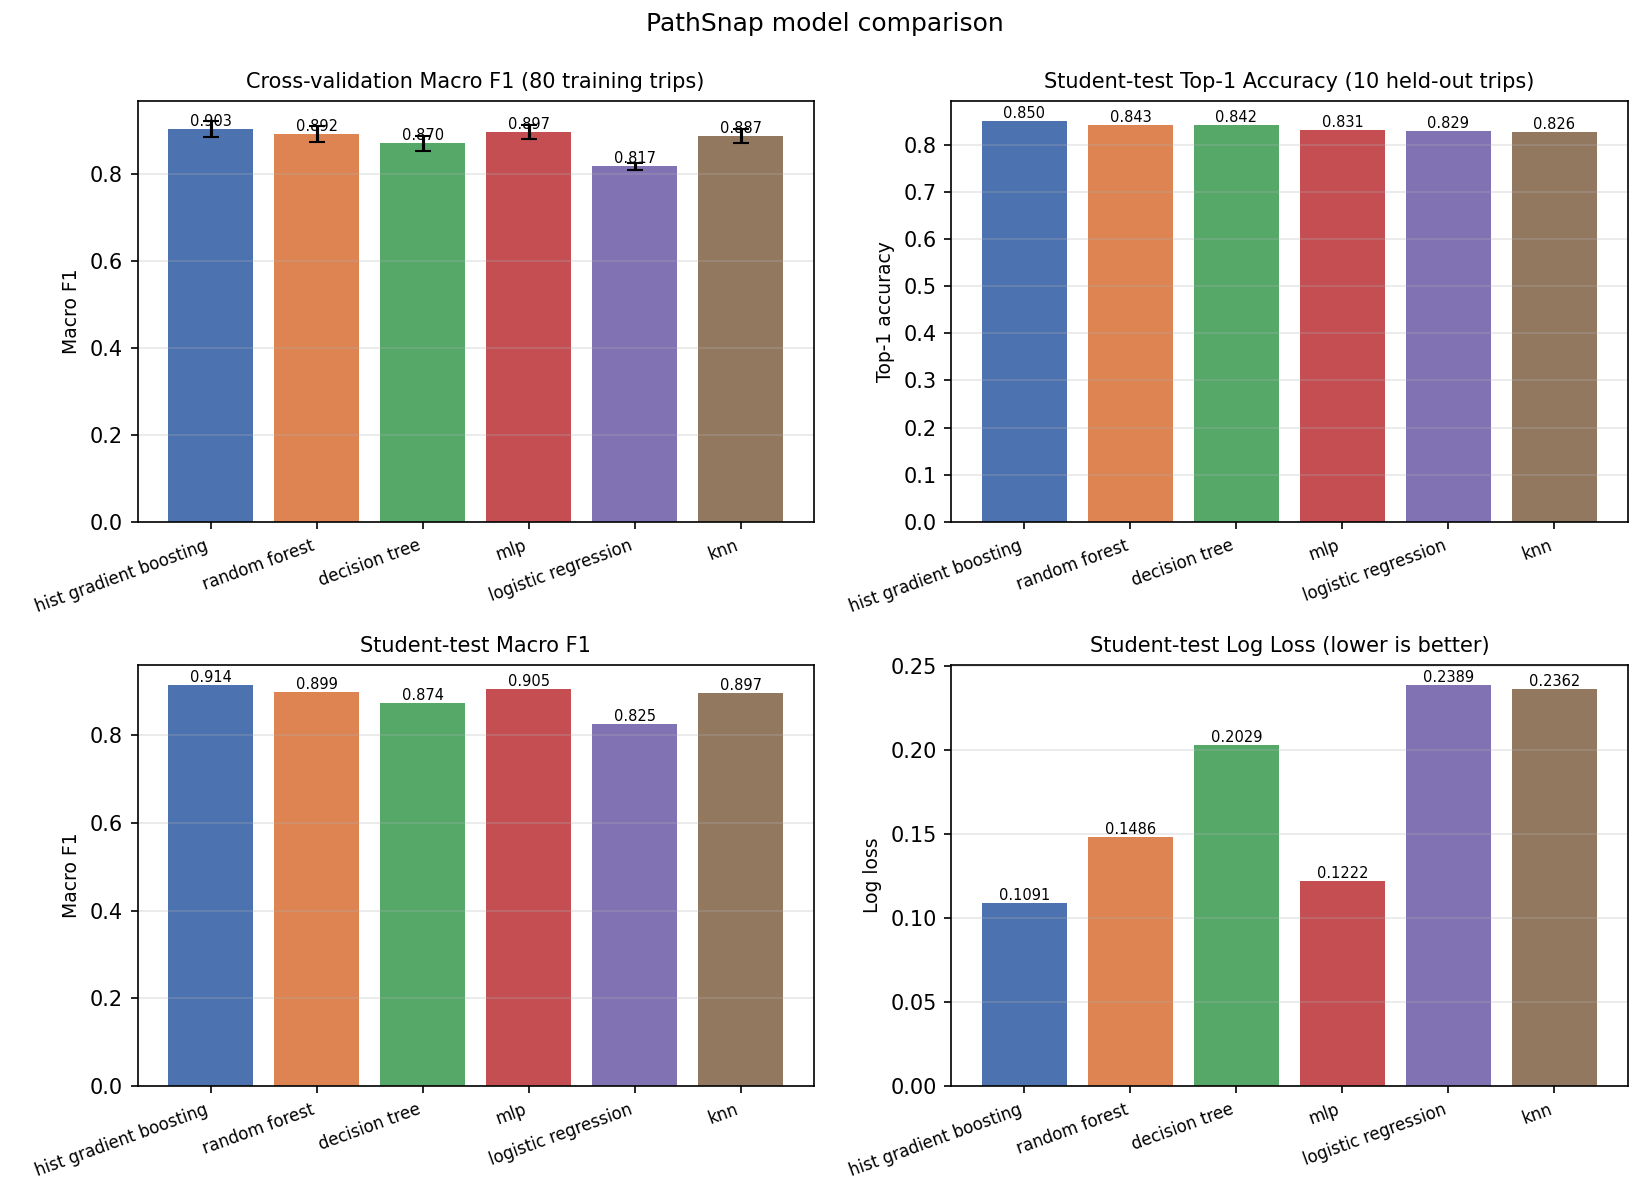 PathSnap model comparison
Cross-validation Macro F1 (80 training trips)
Macro F1
0.8
0.6
0.4
0.2
0.0
0.903
0.892
0.870
0.897
0.817
0.887
hist gradient boosting
random forest
decision tree
mlp
logistic regression
knn
Student-test Top-1 Accuracy (10 held-out trips)
Top-1 accuracy
0.8
0.7
0.6
0.5
0.4
0.3
0.2
0.1
0.0
0.850
0.843
0.842
0.831
0.829
0.826
hist gradient boosting
random forest
decision tree
mlp
logistic regression
knn
Student-test Macro F1
Macro F1
0.8
0.6
0.4
0.2
0.0
0.914
0.899
0.874
0.905
0.825
0.897
hist gradient boosting
random forest
decision tree
mlp
logistic regression
knn
Student-test Log Loss (lower is better)
Log loss
0.25
0.20
0.15
0.10
0.05
0.00
0.1091
0.1486
0.2029
0.1222
0.2389
0.2362
hist gradient boosting
random forest
decision tree
mlp
logistic regression
knn